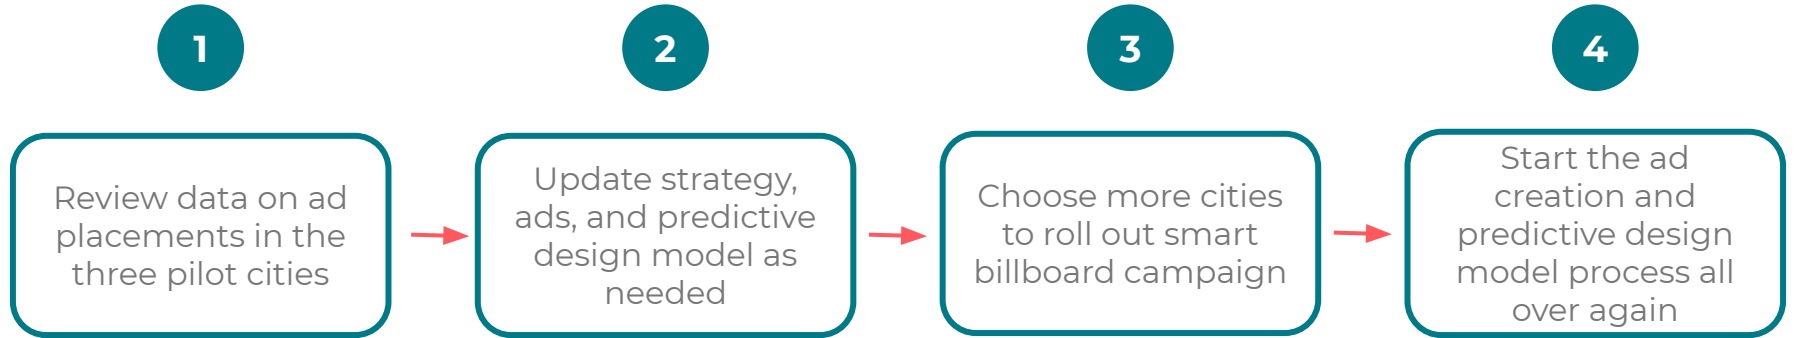 1
2
3
4
Review data on ad
placements in the
three pilot cities
Update strategy,
ads, and predictive
design model as
needed
Choose more cities
to roll out smart
billboard campaign
Start the ad
creation and
predictive design
model process all
over again